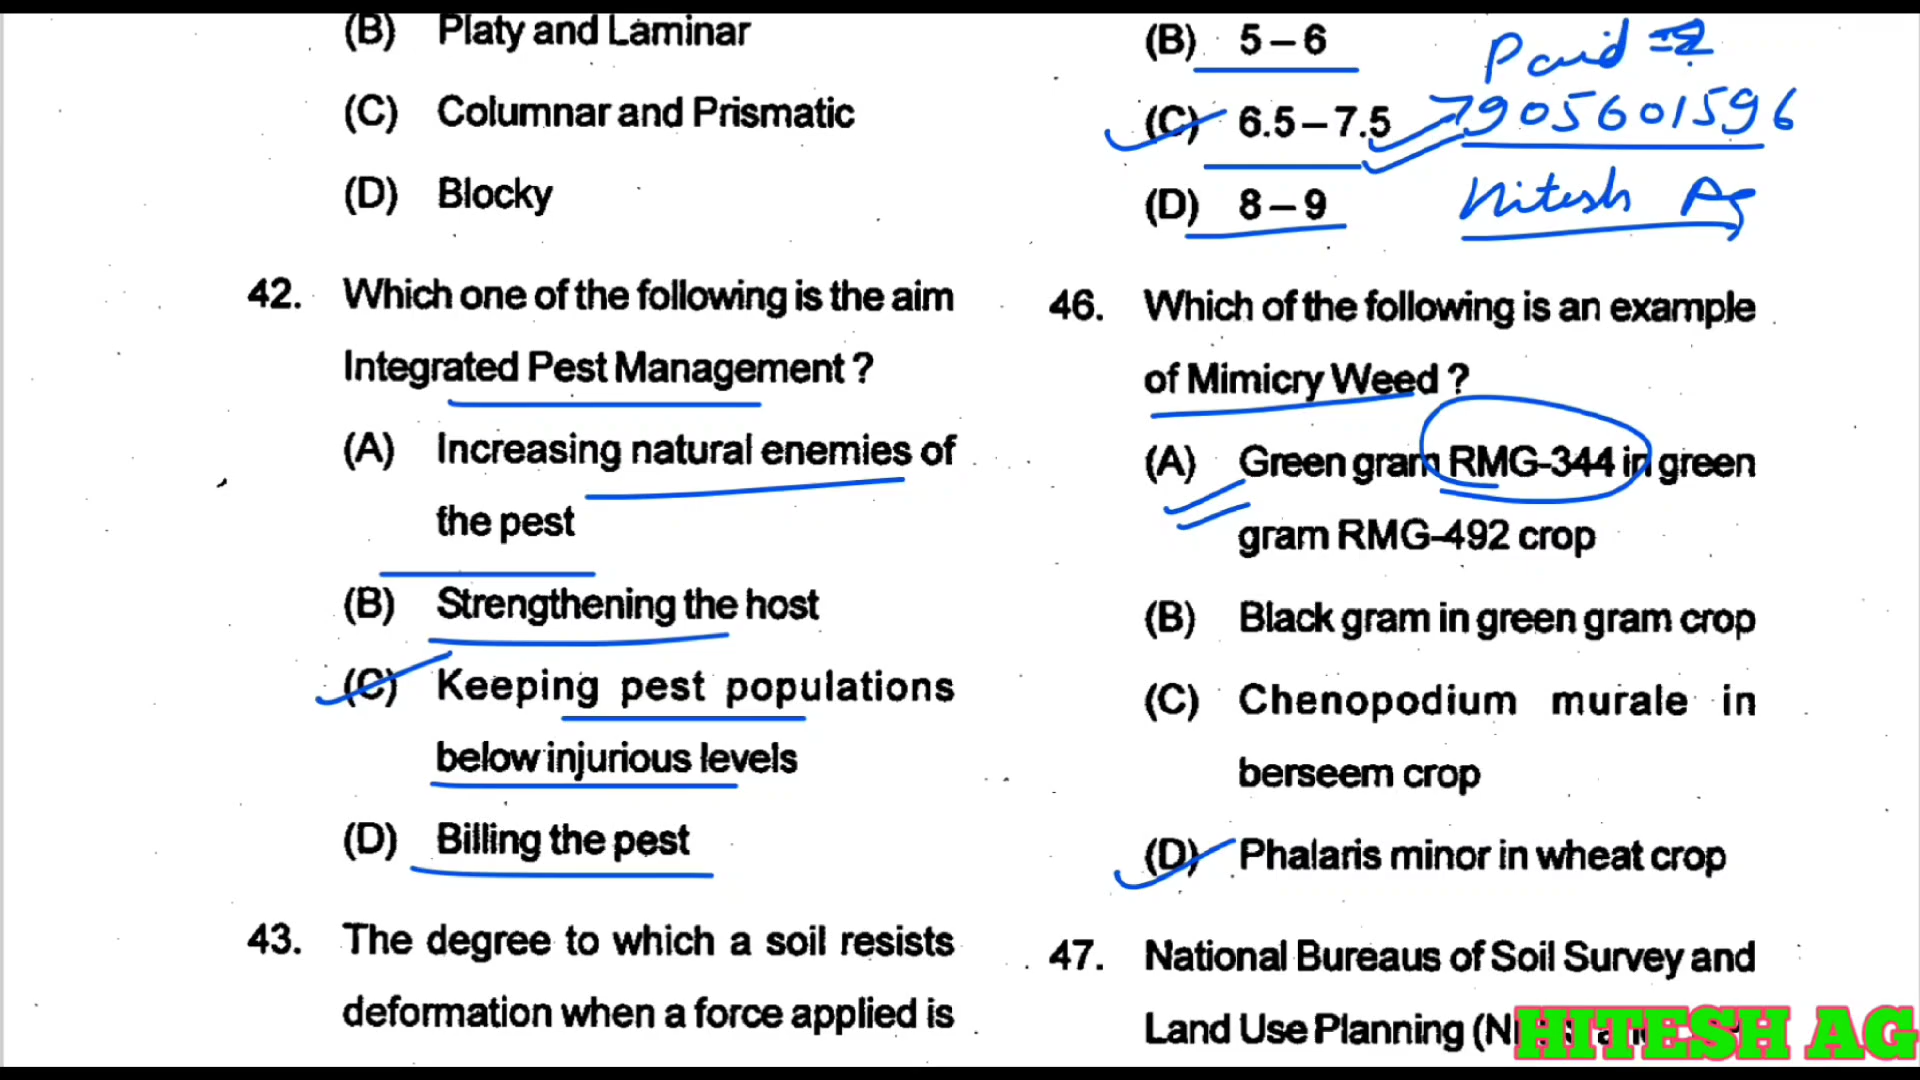 (B) Platy and Laminar
(C) Columnar and Prismatic
(D) Blocky
42. Which one of the following is the aim
Integrated Pest Management ?
(A) Increasing natural enemies of
the pest
(B) Strengthening the host
(C) Keeping pest populations
below injurious levels
(D) Billing the pest
43. The degree to which a soil resists
deformation when a force applied is
(B) 5 – 6
(C) 6.5 – 7.5
(D) 8 – 9
Paid
7905601596
Hitesh Ag
46. Which of the following is an example
of Mimicry Weed ?
(A) Green gram RMG-344 in green
gram RMG-492 crop
(B) Black gram in green gram crop
(C) Chenopodium murale in
berseem crop
(D) Phalaris minor in wheat crop
47. National Bureaus of Soil Survey and
Land Use Planning
HITESH AG